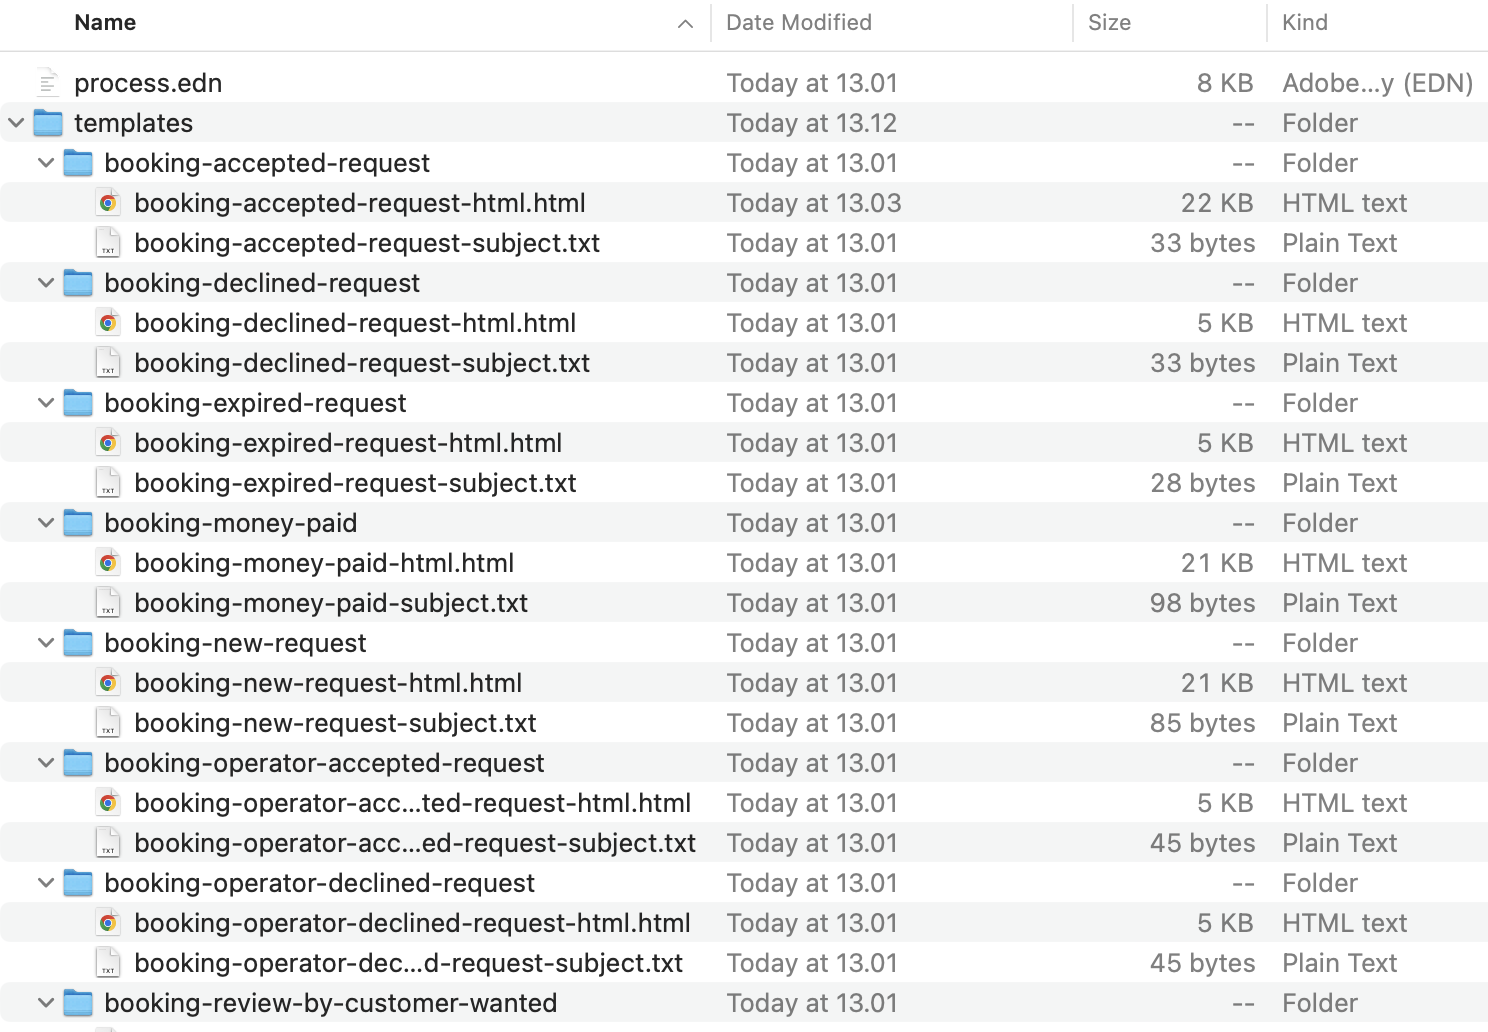 Name Date Modified Size Kind
process.edn Today at 13.01 8 KB Adobe...y (EDN)
templates Today at 13.12 -- Folder
booking-accepted-request Today at 13.01 -- Folder
booking-accepted-request-html.html Today at 13.03 22 KB HTML text
TXT booking-accepted-request-subject.txt Today at 13.01 33 bytes Plain Text
booking-declined-request Today at 13.01 -- Folder
booking-declined-request-html.html Today at 13.01 5 KB HTML text
TXT booking-declined-request-subject.txt Today at 13.01 33 bytes Plain Text
booking-expired-request Today at 13.01 -- Folder
booking-expired-request-html.html Today at 13.01 5 KB HTML text
TXT booking-expired-request-subject.txt Today at 13.01 28 bytes Plain Text
booking-money-paid Today at 13.01 -- Folder
booking-money-paid-html.html Today at 13.01 21 KB HTML text
TXT booking-money-paid-subject.txt Today at 13.01 98 bytes Plain Text
booking-new-request Today at 13.01 -- Folder
booking-new-request-html.html Today at 13.01 21 KB HTML text
TXT booking-new-request-subject.txt Today at 13.01 85 bytes Plain Text
booking-operator-accepted-request Today at 13.01 -- Folder
booking-operator-acc...ted-request-html.html Today at 13.01 5 KB HTML text
TXT booking-operator-acc...ed-request-subject.txt Today at 13.01 45 bytes Plain Text
booking-operator-declined-request Today at 13.01 -- Folder
booking-operator-declined-request-html.html Today at 13.01 5 KB HTML text
TXT booking-operator-dec...d-request-subject.txt Today at 13.01 45 bytes Plain Text
booking-review-by-customer-wanted Today at 13.01 -- Folder